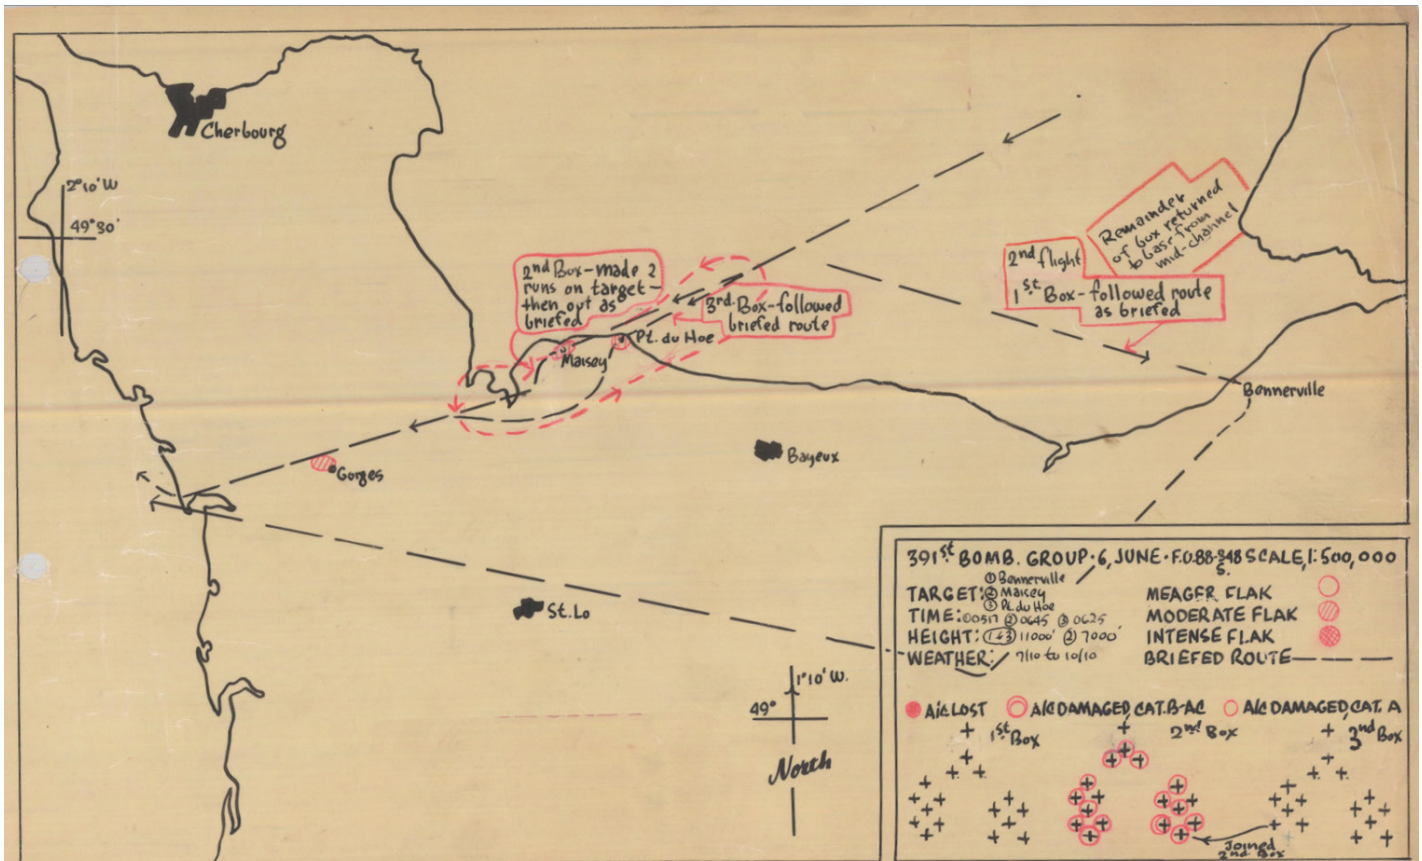 Cherbourg
2°10' W
49°30'
Remainder
of box returned
to base from
mid-channel
2nd flight
1st Box - followed route
as briefed
2nd Box - made 2
runs on target -
then out as
briefed
3rd. Box - followed
briefed route
Pt. du Hoe
Maisey
Bennerville
Gorges
Bayeux
St. Lo
1°10' W.
49°
North
391st BOMB. GROUP · 6, JUNE · F.O. 88-348 SCALE, 1:500,000
S.
① Bennerville
TARGET: ② Maisey
③ Pt. du Hoe
TIME: ① 0517 ② 0645 ③ 0625
HEIGHT: 1 & 3 11000' ② 7000'
WEATHER: 7/10 to 10/10
MEAGER FLAK
MODERATE FLAK
INTENSE FLAK
BRIEFED ROUTE
A/C LOST
A/C DAMAGED, CAT. B-AC
A/C DAMAGED, CAT. A
1st Box
2nd Box
3nd Box
Joined
2nd Box